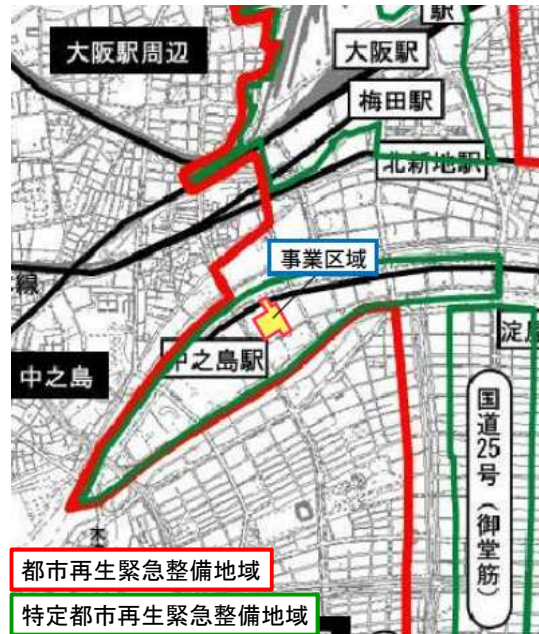 駅
大阪駅周辺
大阪駅
梅田駅
北新地駅
事業区域
線
中之島駅
淀
中之島
国道25号(御堂筋)
都市再生緊急整備地域
特定都市再生緊急整備地域